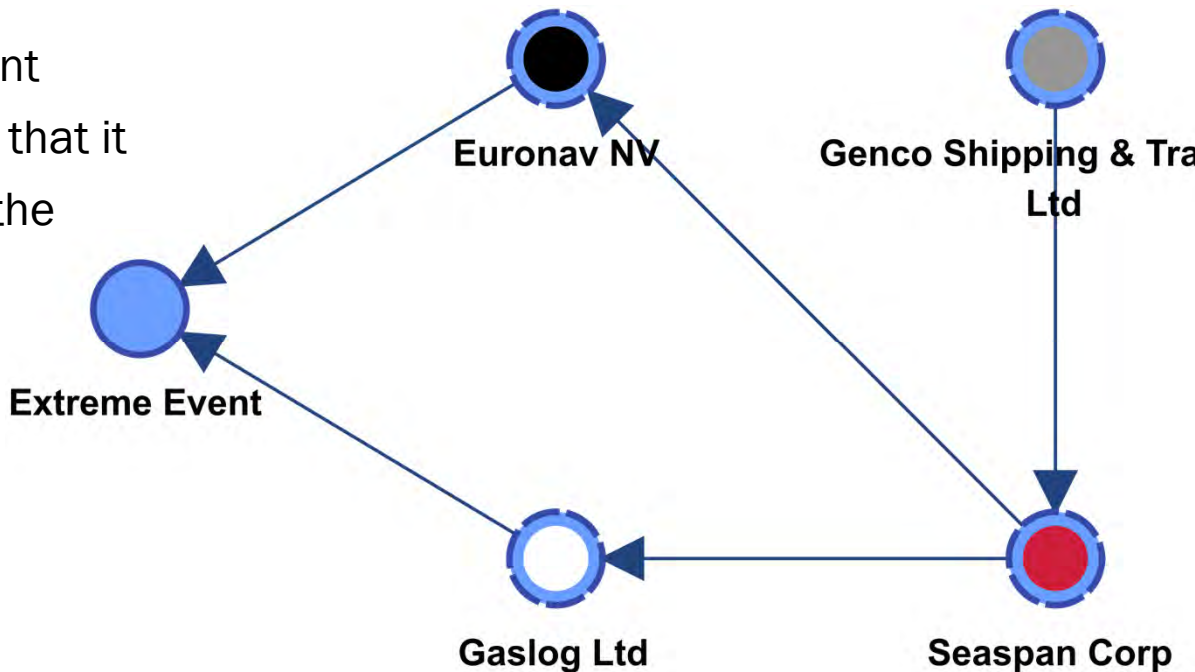 nt
that it
the
Euronav NV
Genco Shipping & Tra
Ltd
Extreme Event
Gaslog Ltd
Seaspan Corp